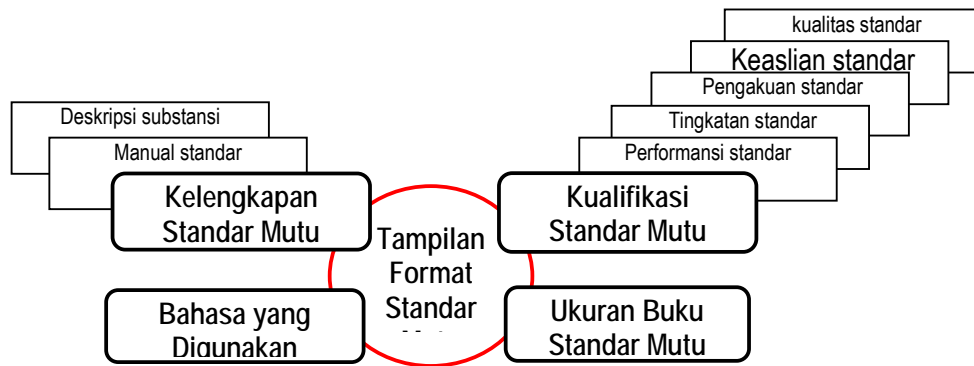 kualitas standar
Keaslian standar
Pengakuan standar
Tingkatan standar
Performansi standar
Deskripsi substansi
Manual standar
Kelengkapan
Standar Mutu
Kualifikasi
Standar Mutu
Tampilan
Format
Standar
Bahasa yang
Digunakan
Ukuran Buku
Standar Mutu